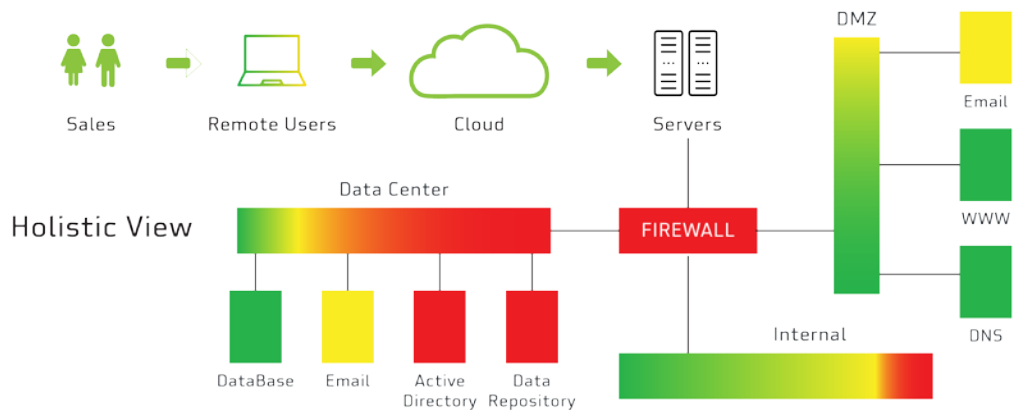 DMZ
Email
Sales
Remote Users
Cloud
Servers
Data Center
WWW
Holistic View
FIREWALL
Internal
DNS
DataBase
Email
Active
Directory
Data
Repository